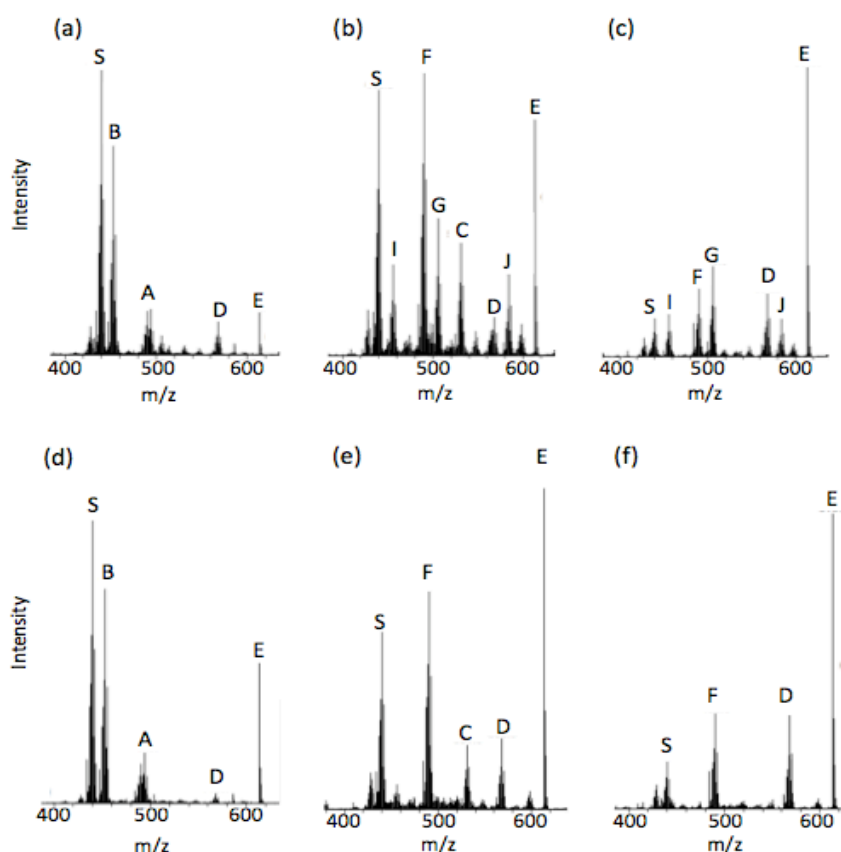 (a) (b) (c)
S B A D E
S I F G C D J E
S I F G D J E
Intensity
400 500 600
400 500 600
400 500 600
m/z m/z m/z
(d) (e) (f)
S B A D E
S F C D E
S F D E
Intensity
400 500 600
400 500 600
400 500 600
m/z m/z m/z